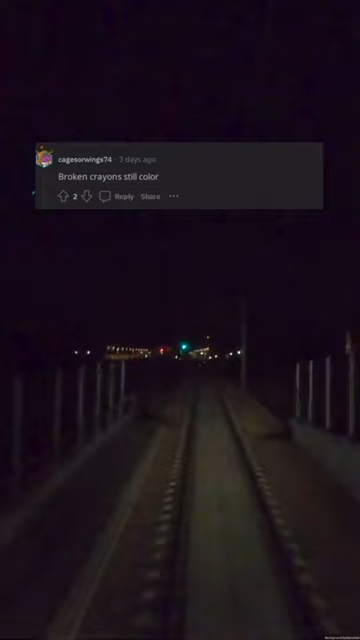 cagesorwings74 · 3 days ago
Broken crayons still color
2 Reply Share ···